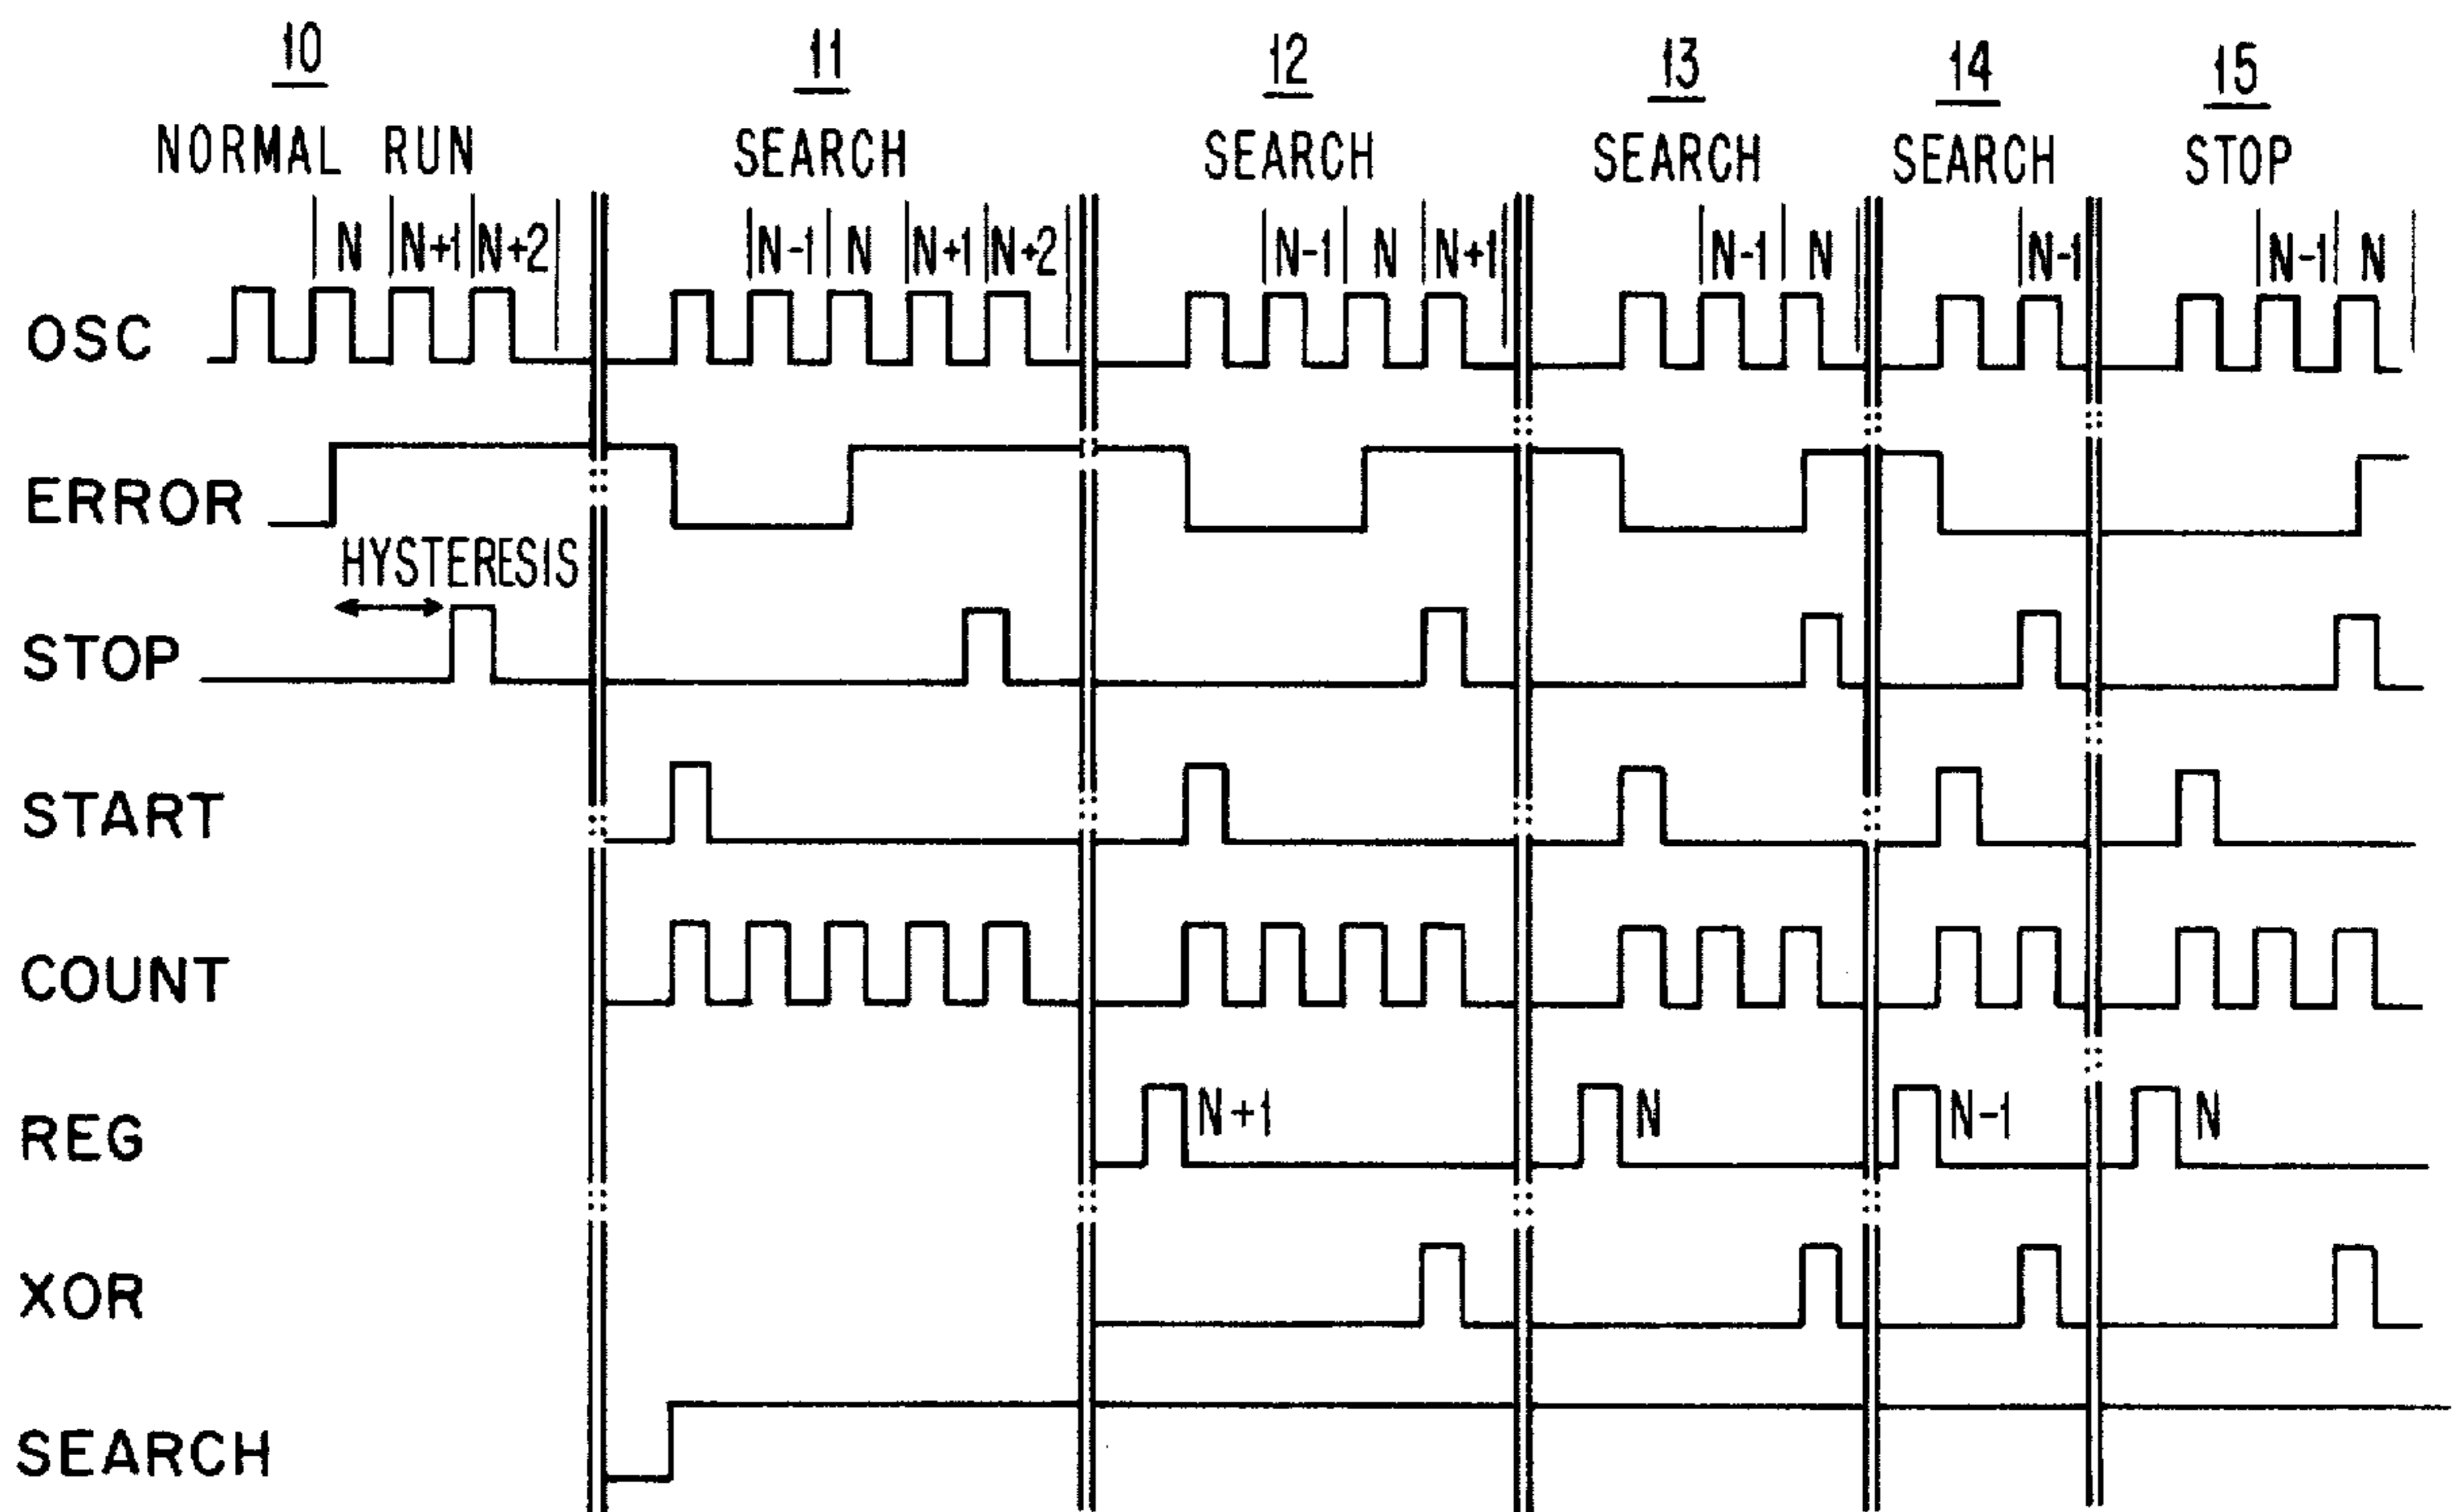 10 11 12 13 14 15
NORMAL RUN SEARCH SEARCH SEARCH SEARCH STOP
N N+1 N+2 N-1 N N+1 N+2 N-1 N N+1 N-1 N N-1 N-1 N
OSC
ERROR
HYSTERESIS
STOP
START
COUNT
REG N+1 N N-1 N
XOR
SEARCH